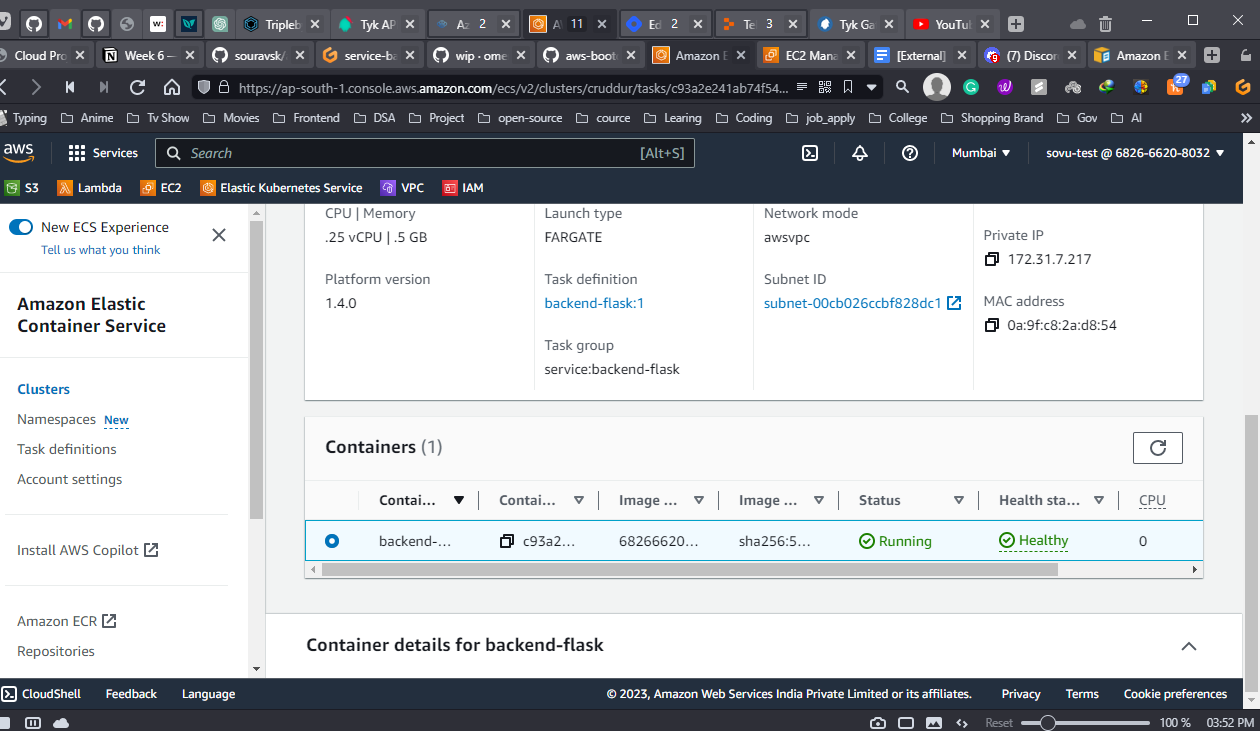 w:
Tripleb
Tyk AP
Az 2
A 11
Ed 2
Te 3
Tyk Ga
YouTu
Cloud Pro
Week 6 —
souravsk/
service-ba
wip · ome
aws-boot
Amazon E
EC2 Mana
[External]
(7) Discor
Amazon E
https://ap-south-1.console.aws.amazon.com/ecs/v2/clusters/cruddur/tasks/c93a2e241ab74f54...
27
Typing
Anime
Tv Show
Movies
Frontend
DSA
Project
open-source
cource
Learing
Coding
job_apply
College
Shopping Brand
Gov
AI
aws
Services
Search
[Alt+S]
Mumbai
sovu-test @ 6826-6620-8032
S3
Lambda
EC2
Elastic Kubernetes Service
VPC
IAM
New ECS Experience
Tell us what you think
Amazon Elastic
Container Service
Clusters
Namespaces New
Task definitions
Account settings
Install AWS Copilot
Amazon ECR
Repositories
CPU | Memory
.25 vCPU | .5 GB
Platform version
1.4.0
Launch type
FARGATE
Task definition
backend-flask:1
Task group
service:backend-flask
Network mode
awsvpc
Subnet ID
subnet-00cb026ccbf828dc1
Private IP
172.31.7.217
MAC address
0a:9f:c8:2a:d8:54
Containers (1)
Contai...
Contai...
Image ...
Image ...
Status
Health sta...
CPU
backend-...
c93a2...
68266620...
sha256:5...
Running
Healthy
0
Container details for backend-flask
CloudShell
Feedback
Language
© 2023, Amazon Web Services India Private Limited or its affiliates.
Privacy
Terms
Cookie preferences
Reset
100 %
03:52 PM